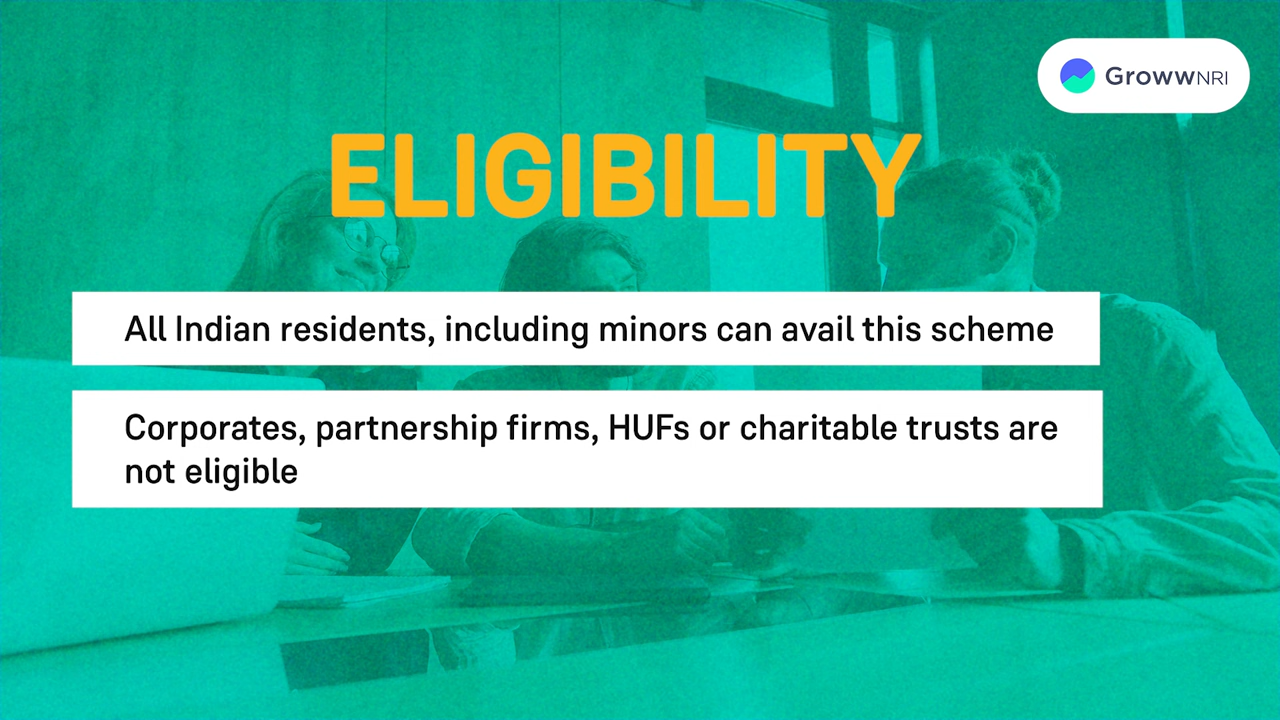 GrowwNRI
ELIGIBILITY
All Indian residents, including minors can avail this scheme
Corporates, partnership firms, HUFs or charitable trusts are
not eligible